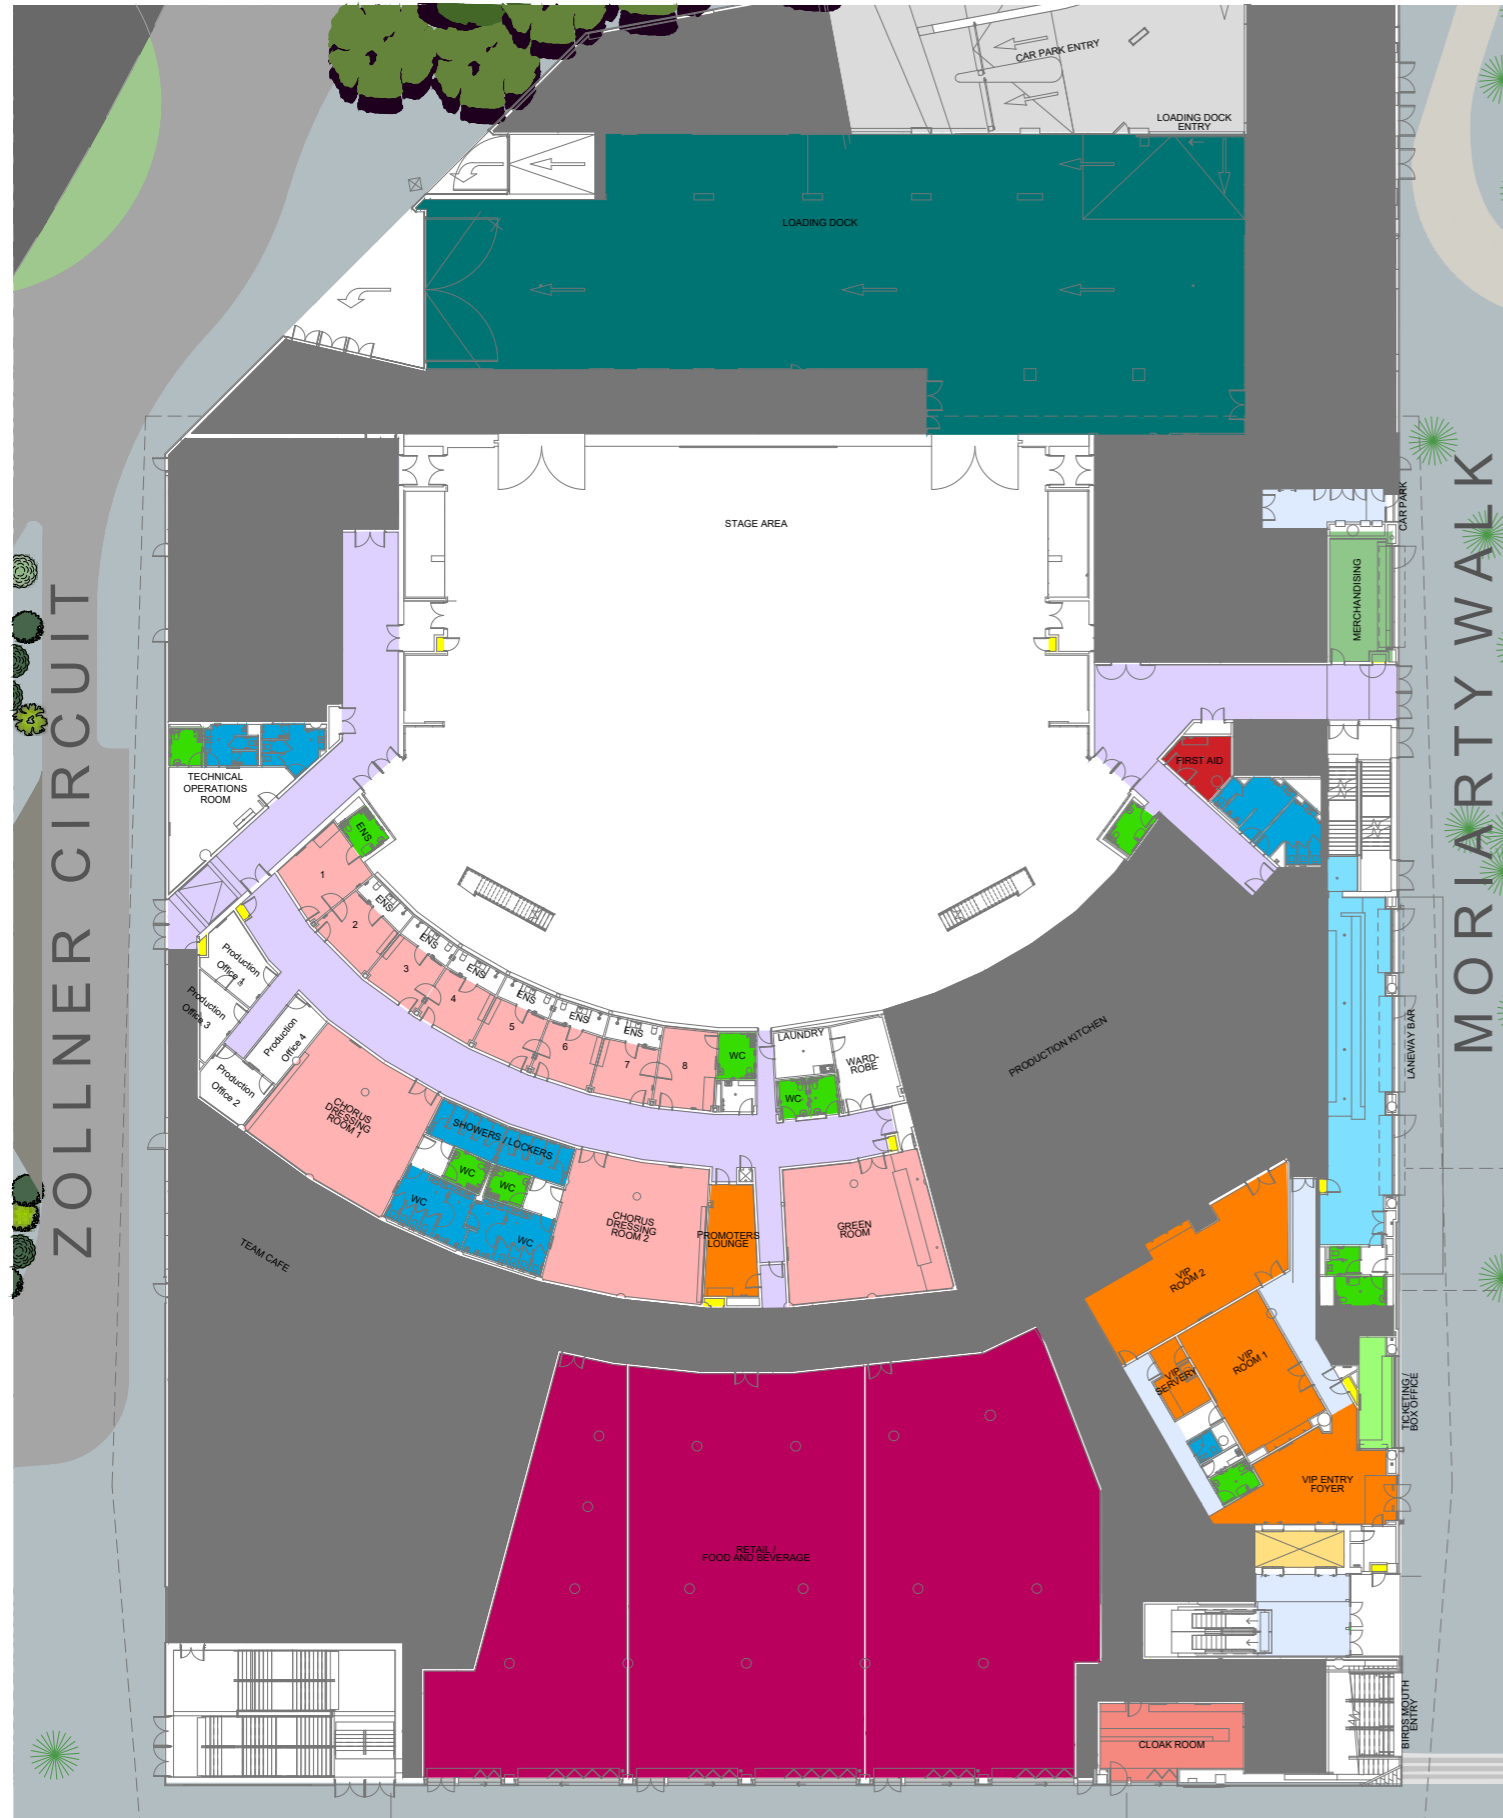 CAR PARK ENTRY
LOADING DOCK
ENTRY
LOADING DOCK
STAGE AREA
CAR PARK
MERCHANDISING
ZOLLNER CIRCUIT
MORIARTY WALK
TECHNICAL
OPERATIONS
ROOM
FIRST AID
ENS
1
2
ENS
3
ENS
4
ENS
5
ENS
6
ENS
7
ENS
8
WC
LAUNDRY
WARD-
ROBE
WC
PRODUCTION KITCHEN
LANEWAY BAR
Production
Office 1
Production
Office 3
Production
Office 4
Production
Office 2
CHORUS
DRESSING
ROOM 1
SHOWERS / LOCKERS
WC
WC
WC
WC
CHORUS
DRESSING
ROOM 2
PROMOTERS
LOUNGE
GREEN
ROOM
TEAM CAFE
VIP
ROOM 2
VIP
ROOM 1
VIP
SERVERY
TICKETING /
BOX OFFICE
VIP ENTRY
FOYER
RETAIL /
FOOD AND BEVERAGE
CLOAK ROOM
BIRDS MOUTH
ENTRY